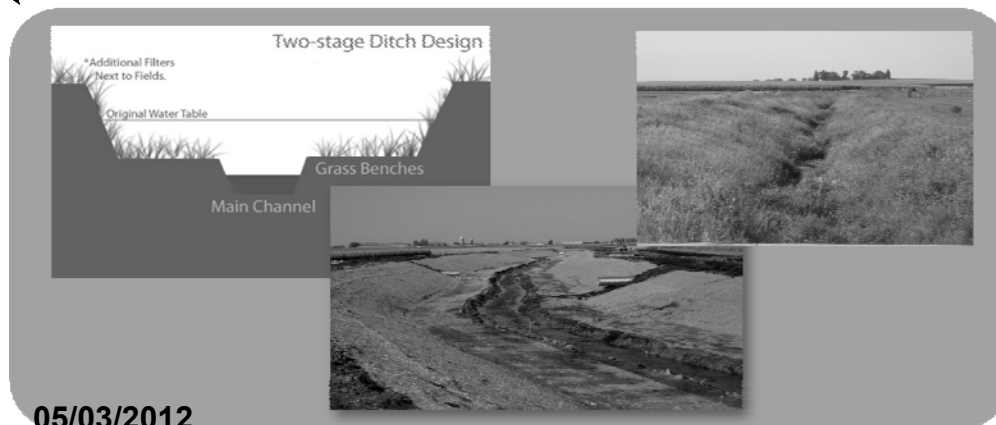 Two-stage Ditch Design
*Additional Filters
Next to Fields.
Original Water Table
Grass Benches
Main Channel
05/03/2012